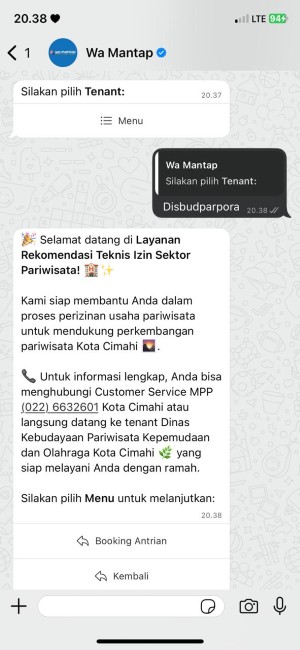 20.38
LTE 94
1
Wa Mantap
Silakan pilih Tenant:
20.37
Menu
Wa Mantap
Silakan pilih Tenant:
Disbudparpora 20.38
🎉 Selamat datang di Layanan
Rekomendasi Teknis Izin Sektor
Pariwisata! 🏨✨
Kami siap membantu Anda dalam
proses perizinan usaha pariwisata
untuk mendukung perkembangan
pariwisata Kota Cimahi 🌄.
📞 Untuk informasi lengkap, Anda bisa
menghubungi Customer Service MPP
(022) 6632601 Kota Cimahi atau
langsung datang ke tenant Dinas
Kebudayaan Pariwisata Kepemudaan
dan Olahraga Kota Cimahi 🌿 yang
siap melayani Anda dengan ramah.
Silakan pilih Menu untuk melanjutkan:
20.38
Booking Antrian
Kembali